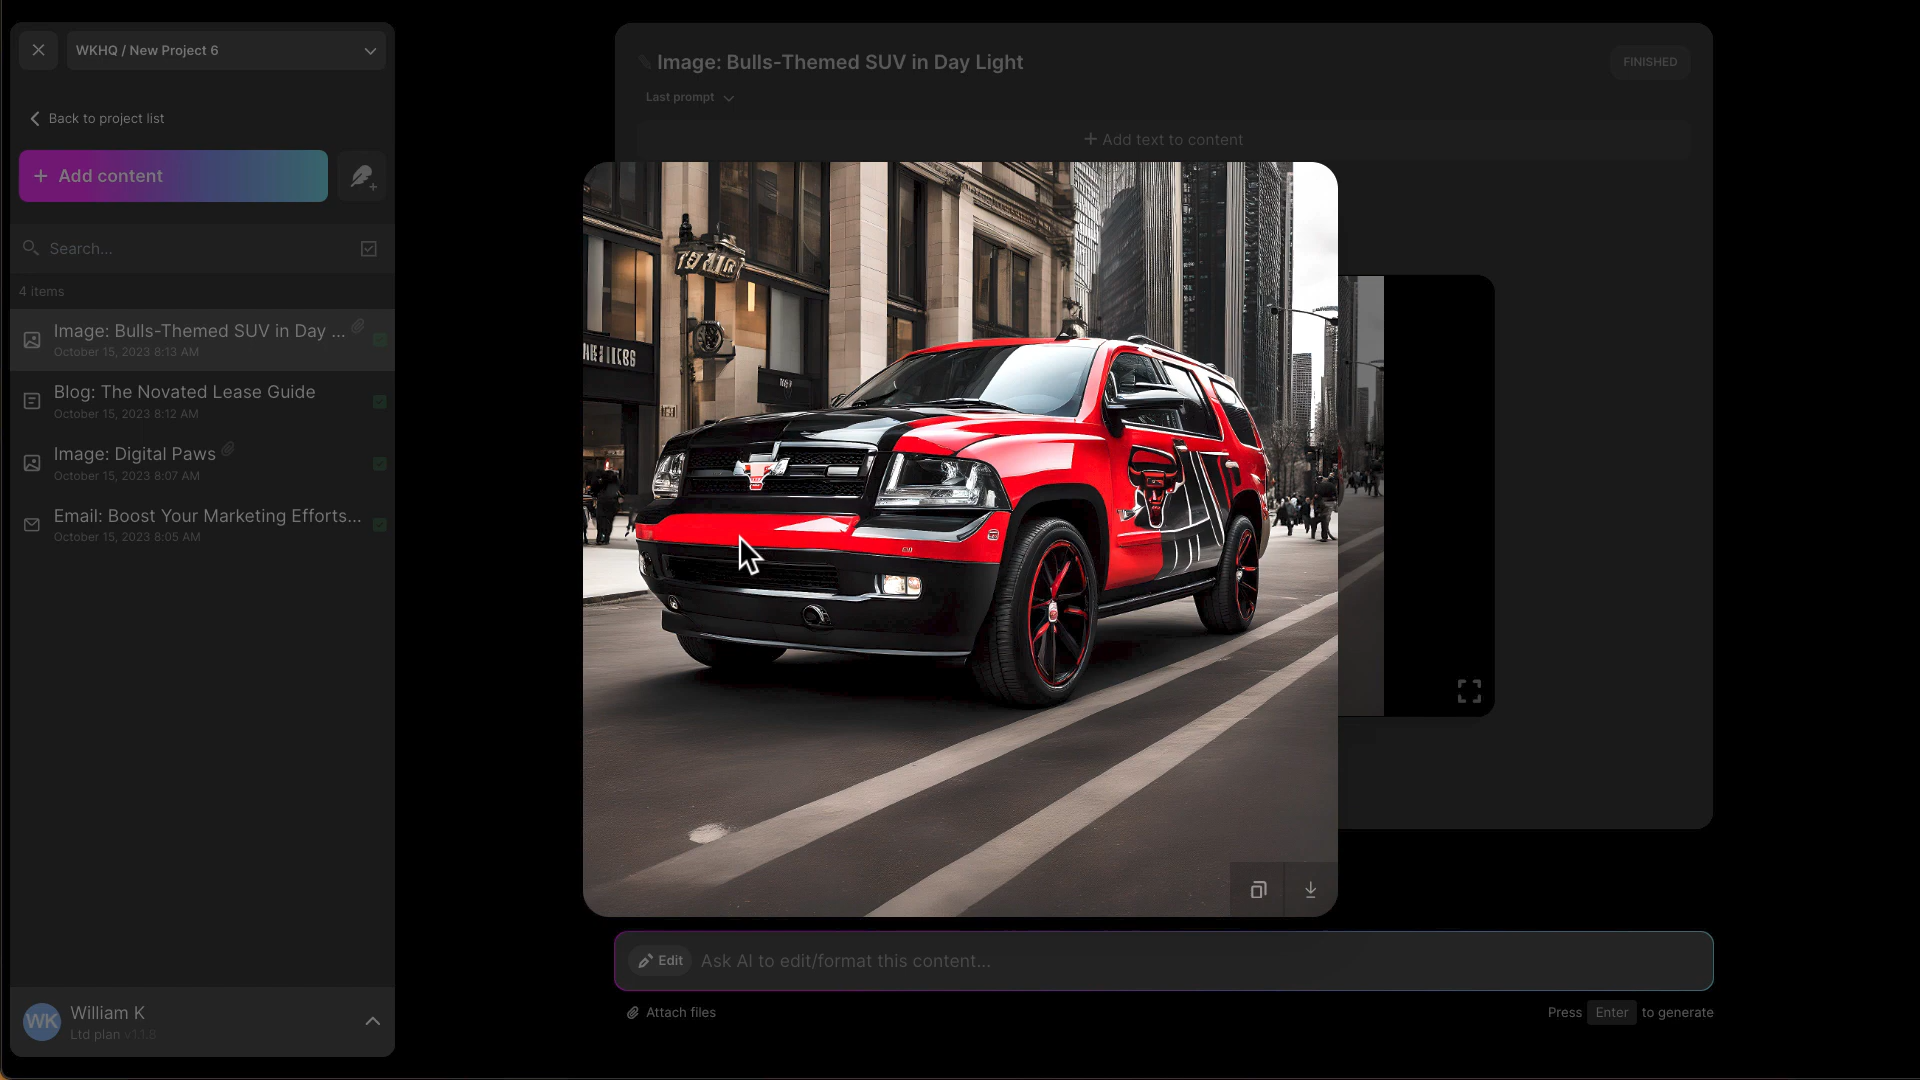 WKHQ / New Project 6
Back to project list
+ Add content
Search...
4 items
Image: Bulls-Themed SUV in Day ...
October 15, 2023 8:13 AM
Blog: The Novated Lease Guide
October 15, 2023 8:12 AM
Image: Digital Paws
October 15, 2023 8:07 AM
Email: Boost Your Marketing Efforts...
October 15, 2023 8:05 AM
WK
William K
Ltd plan v1.1.6
Image: Bulls-Themed SUV in Day Light
FINISHED
Last prompt
+ Add text to content
Edit
Ask AI to edit/format this content...
Attach files
Press Enter to generate